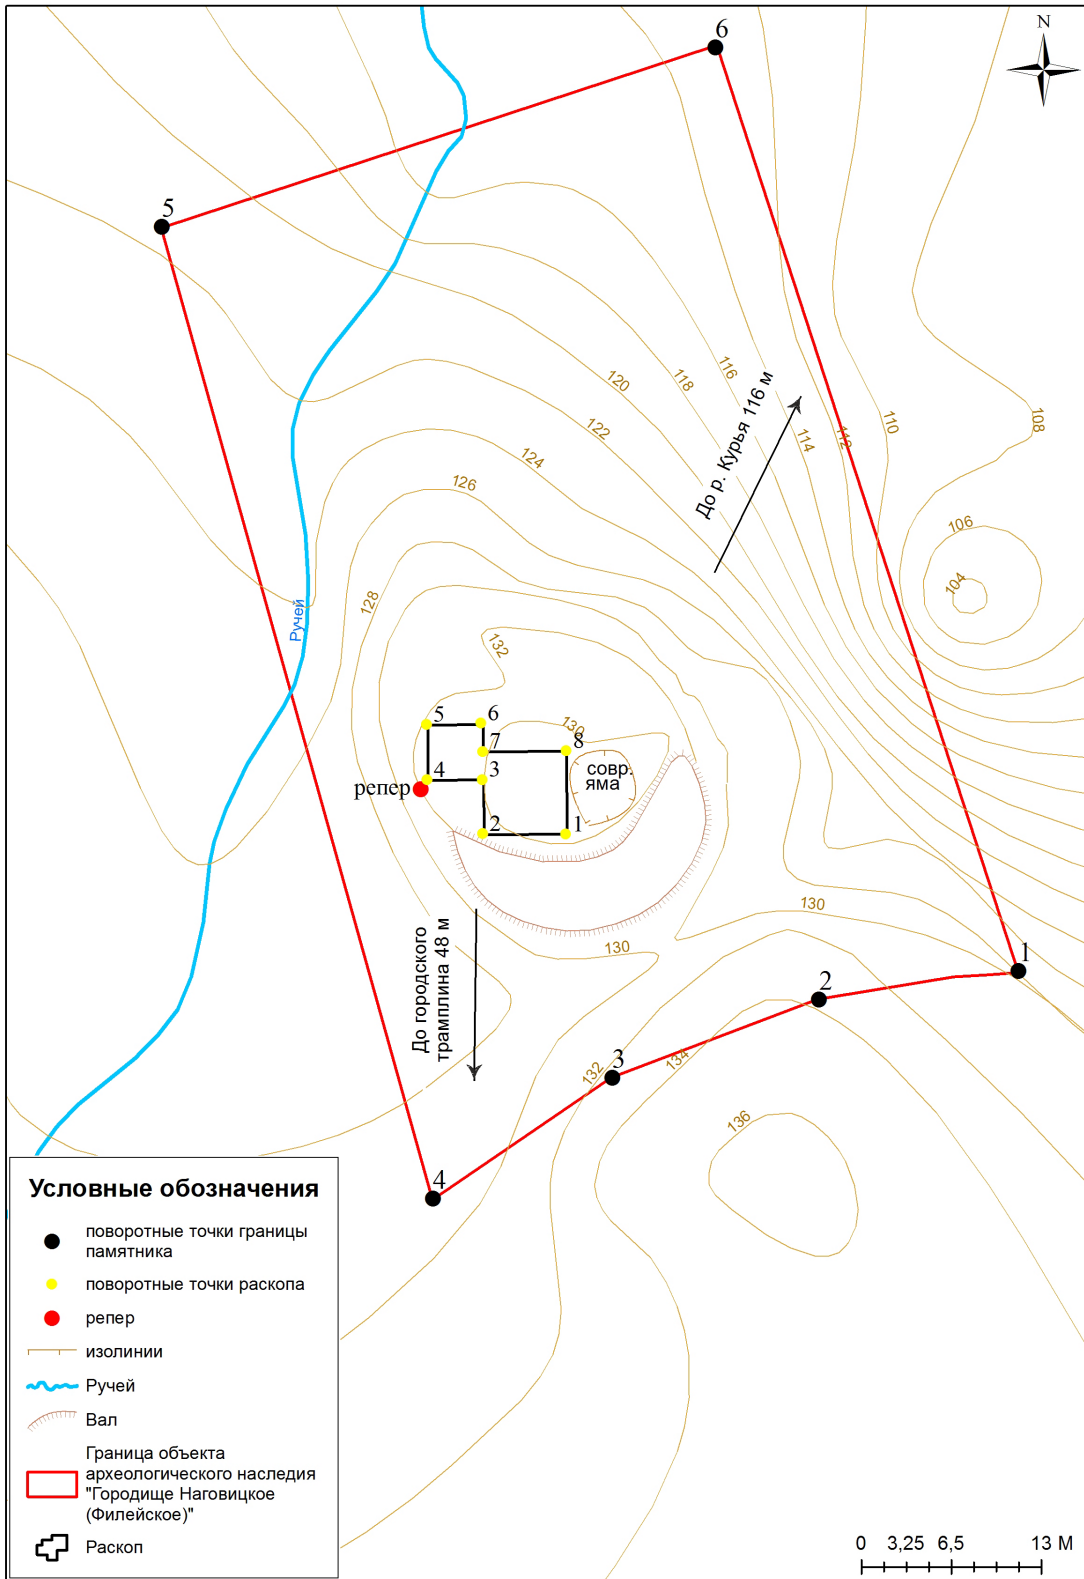 6
N
5
116
120
118
110
108
114
112
122
124
126
106
104
До р. Курья 116 м
128
Ручей
132
5
6
130
7
8
4
3
совр.
яма
репер
2
1
130
До городского
трамплина 48 м
130
1
2
3
132
134
136
4
Условные обозначения
поворотные точки границы
памятника
поворотные точки раскопа
репер
изолинии
Ручей
Вал
Граница объекта
археологического наследия
"Городище Наговицкое
(Филейское)"
Раскоп
0 3,25 6,5 13 М